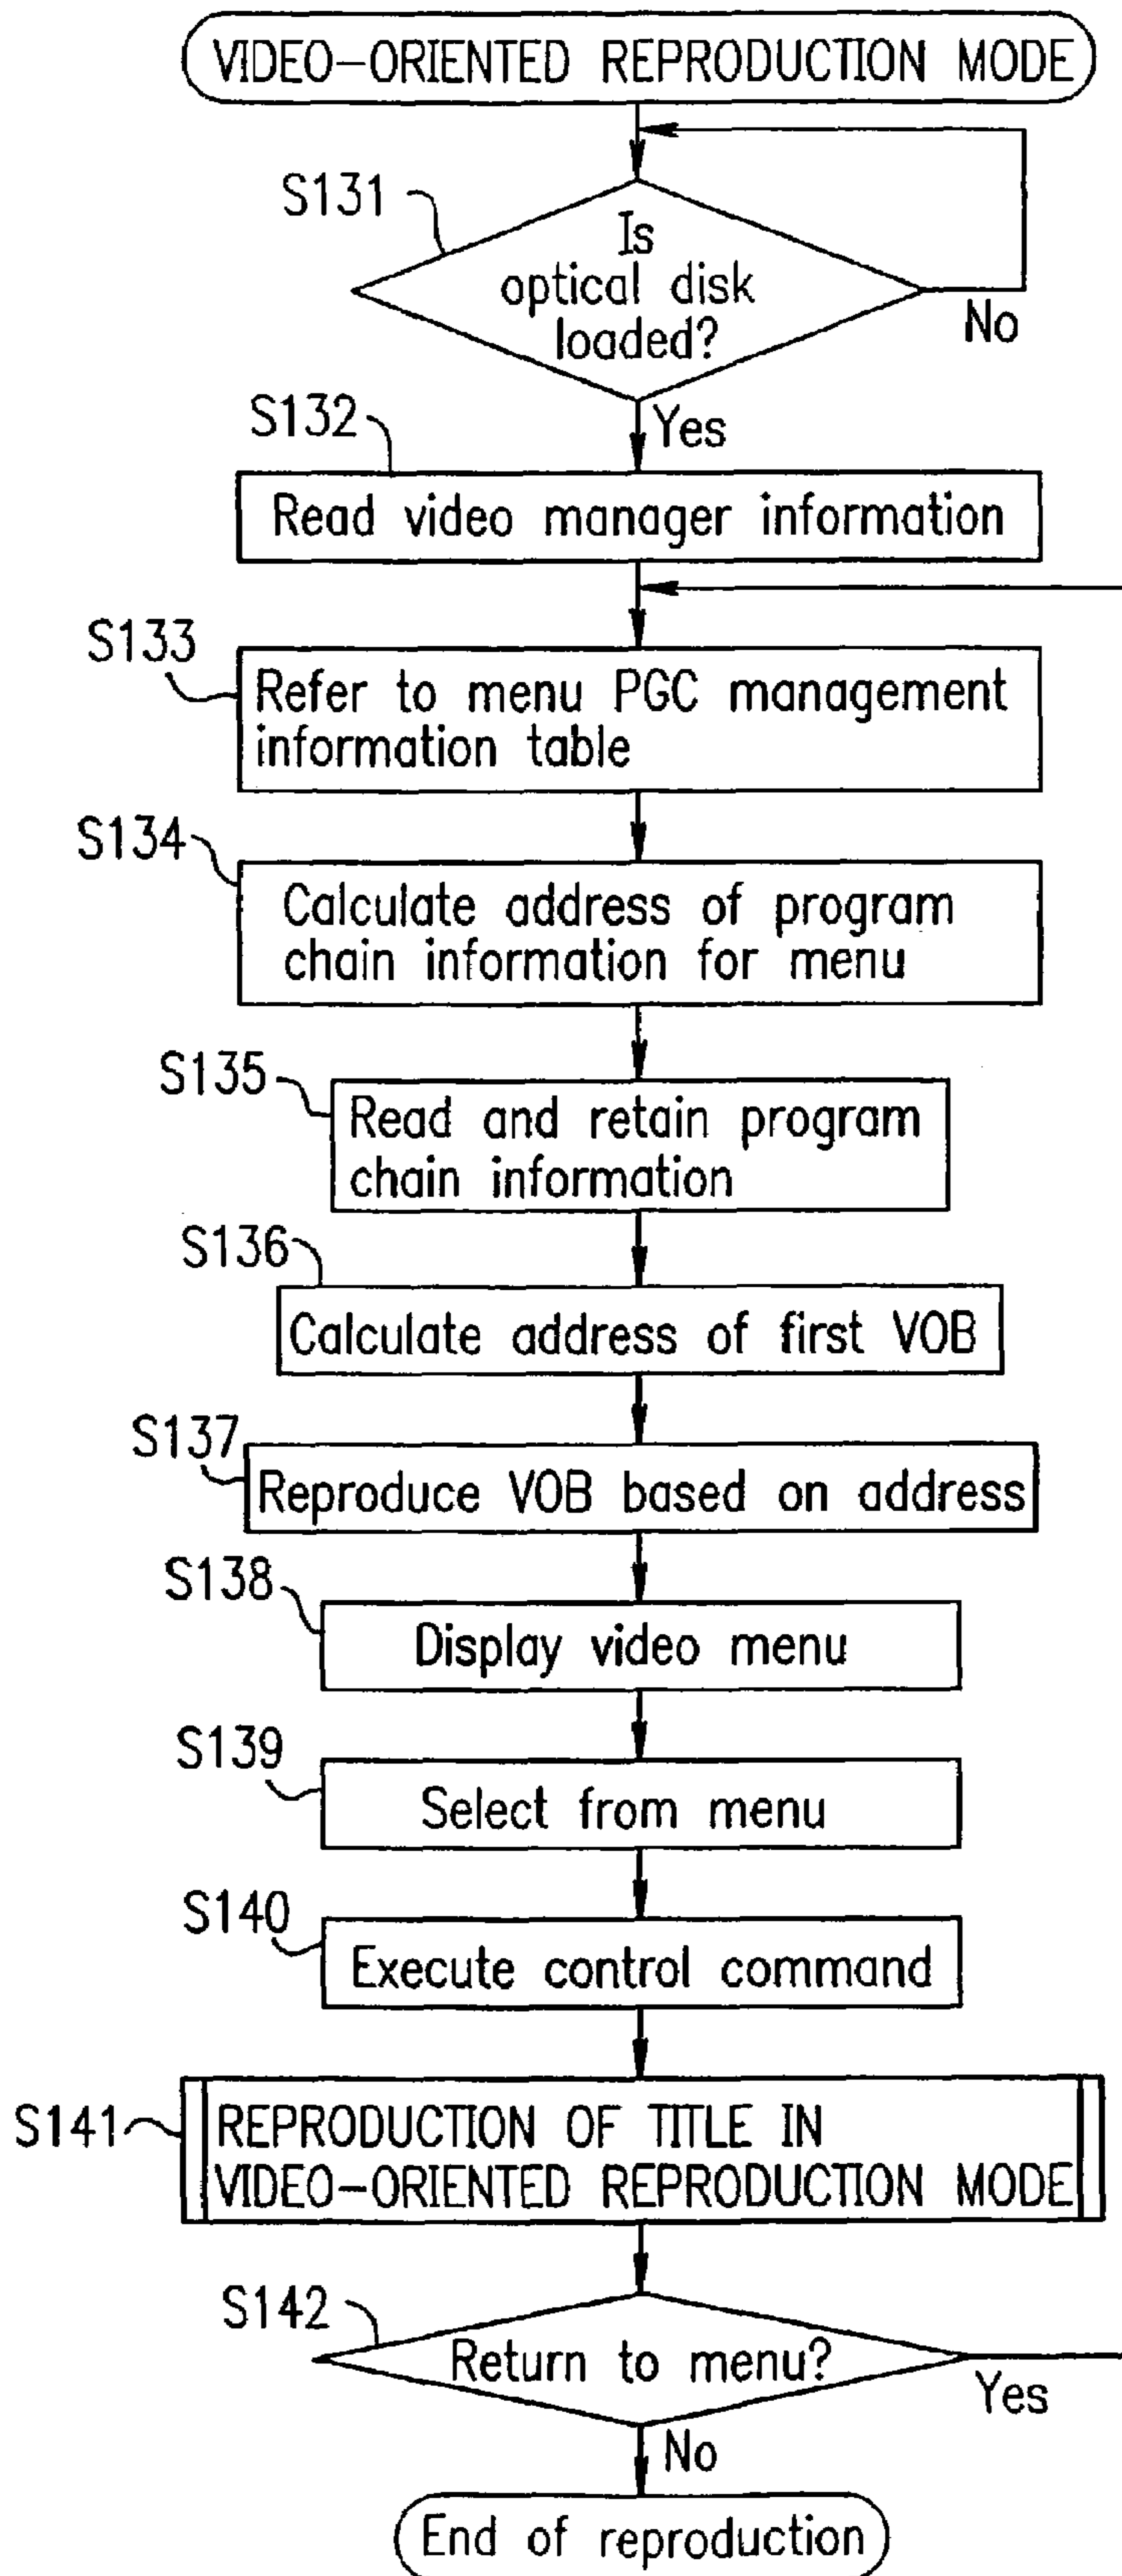 VIDEO-ORIENTED REPRODUCTION MODE
S131
Is
optical disk
loaded?
No
Yes
S132
Read video manager information
S133
Refer to menu PGC management
information table
S134
Calculate address of program
chain information for menu
S135
Read and retain program
chain information
S136
Calculate address of first VOB
S137
Reproduce VOB based on address
S138
Display video menu
S139
Select from menu
S140
Execute control command
S141
REPRODUCTION OF TITLE IN
VIDEO-ORIENTED REPRODUCTION MODE
S142
Return to menu?
Yes
No
End of reproduction